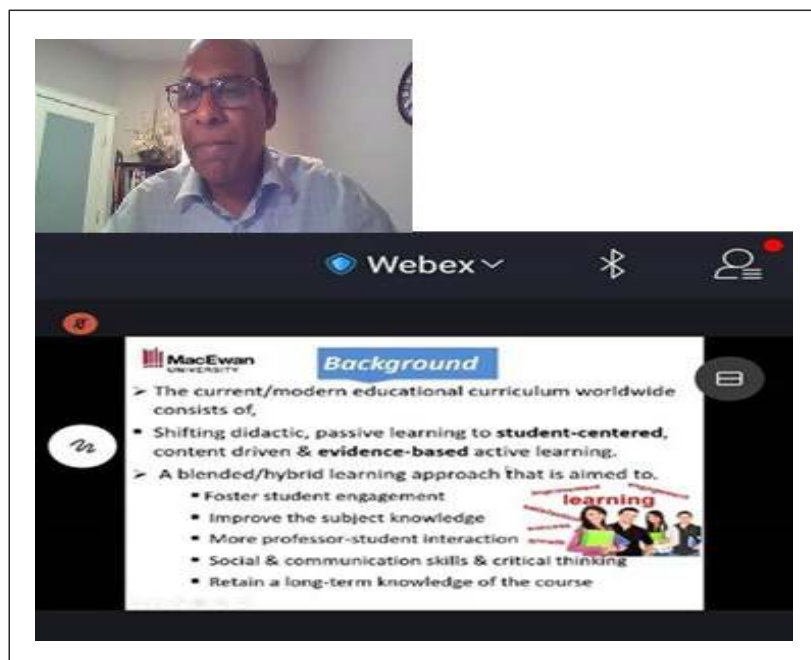 Webex
MacEwan
UNIVERSITY
Background
➢ The current/modern educational curriculum worldwide
consists of,
▪ Shifting didactic, passive learning to student-centered,
content driven & evidence-based active learning.
➢ A blended/hybrid learning approach that is aimed to.
▪ Foster student engagement
▪ Improve the subject knowledge
▪ More professor-student interaction
▪ Social & communication skills & critical thinking
▪ Retain a long-term knowledge of the course
learning